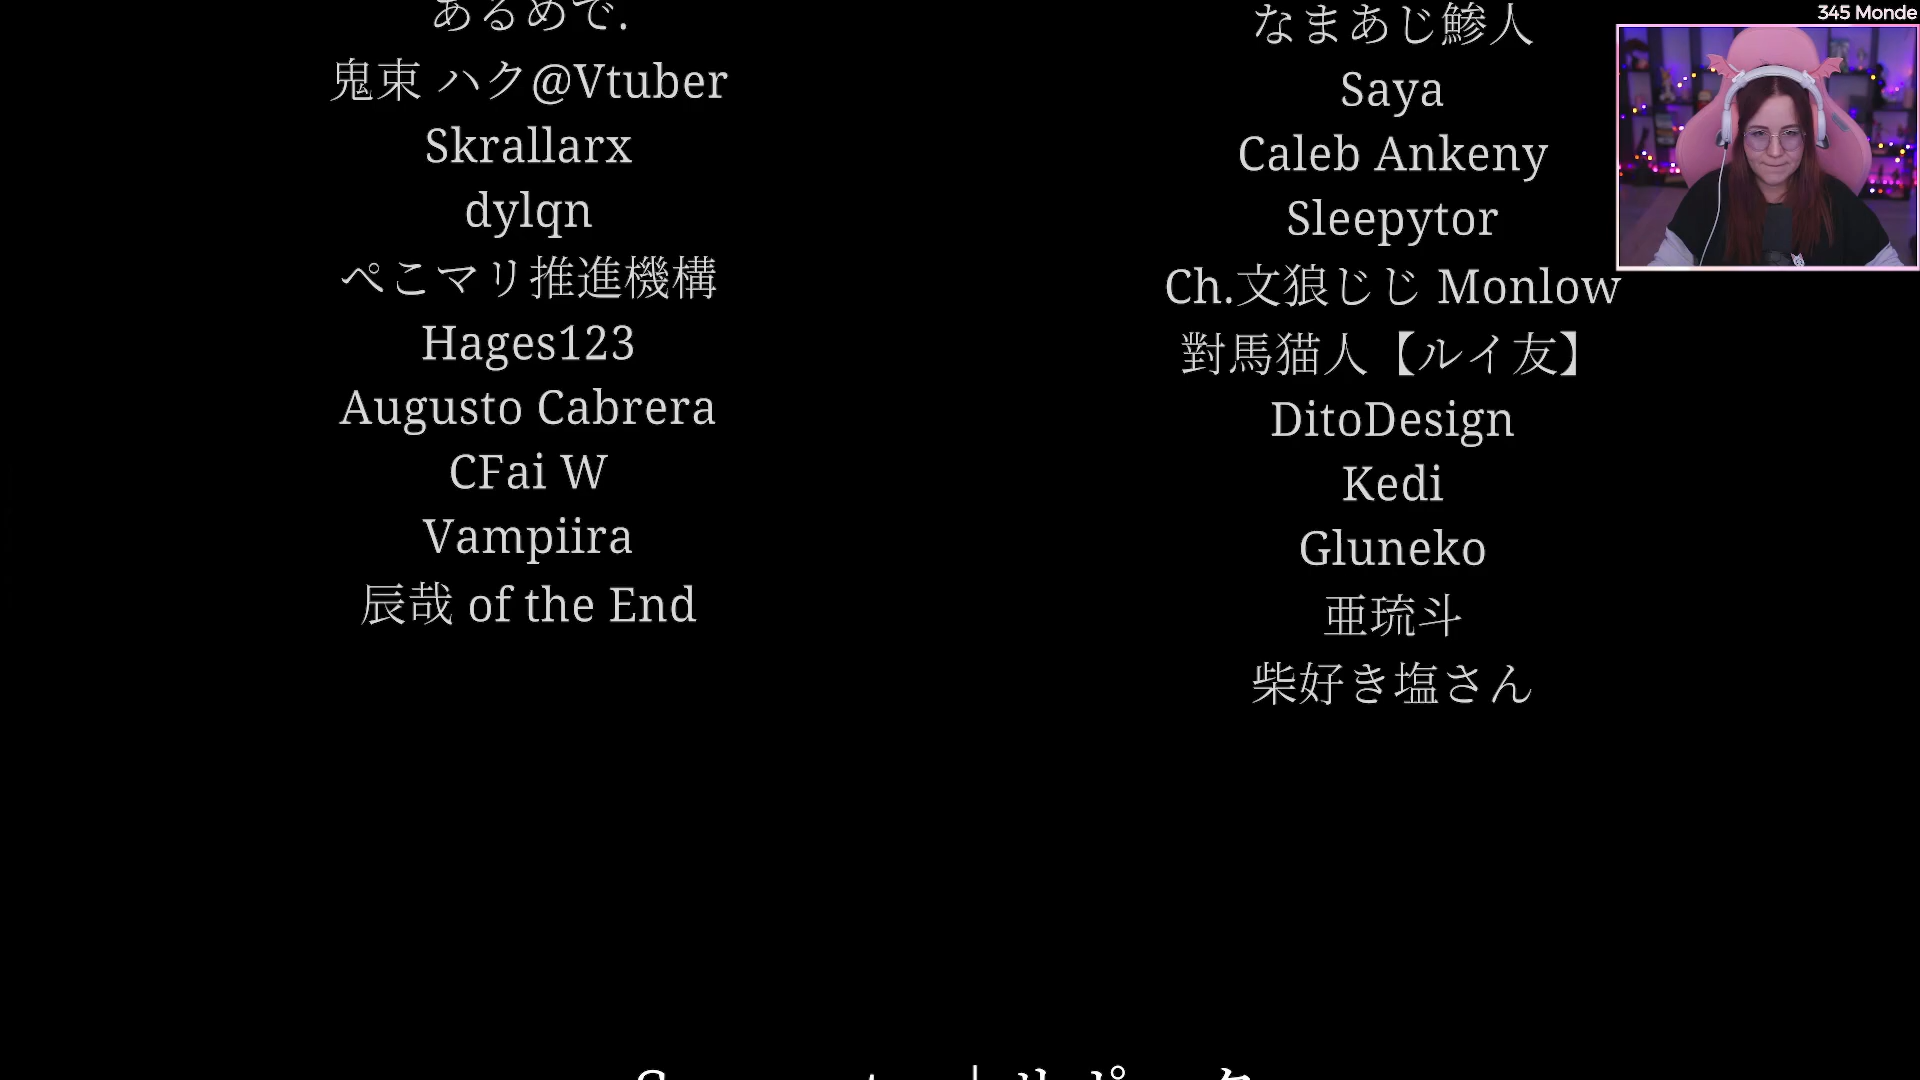 345 Monde
あるめで.
鬼束 ハク@Vtuber
Skrallarx
dylqn
ぺこマリ推進機構
Hages123
Augusto Cabrera
CFai W
Vampiira
辰哉 of the End
なまあじ鯵人
Saya
Caleb Ankeny
Sleepytor
Ch.文狼じじ Monlow
對馬猫人【ルイ友】
DitoDesign
Kedi
Gluneko
亜琉斗
柴好き塩さん